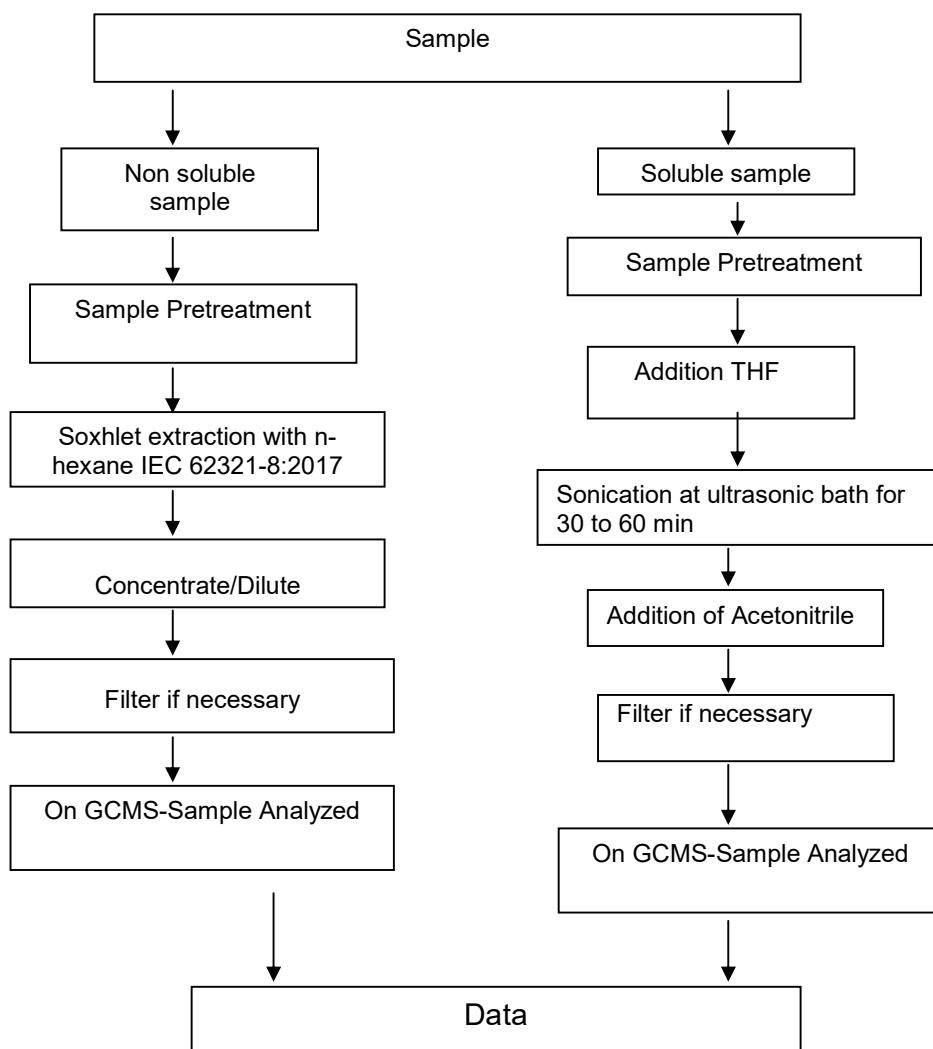 Sample
Non soluble
sample
Sample Pretreatment
Soxhlet extraction with n-
hexane IEC 62321-8:2017
Concentrate/Dilute
Filter if necessary
On GCMS-Sample Analyzed
Soluble sample
Sample Pretreatment
Addition THF
Sonication at ultrasonic bath for
30 to 60 min
Addition of Acetonitrile
Filter if necessary
On GCMS-Sample Analyzed
Data